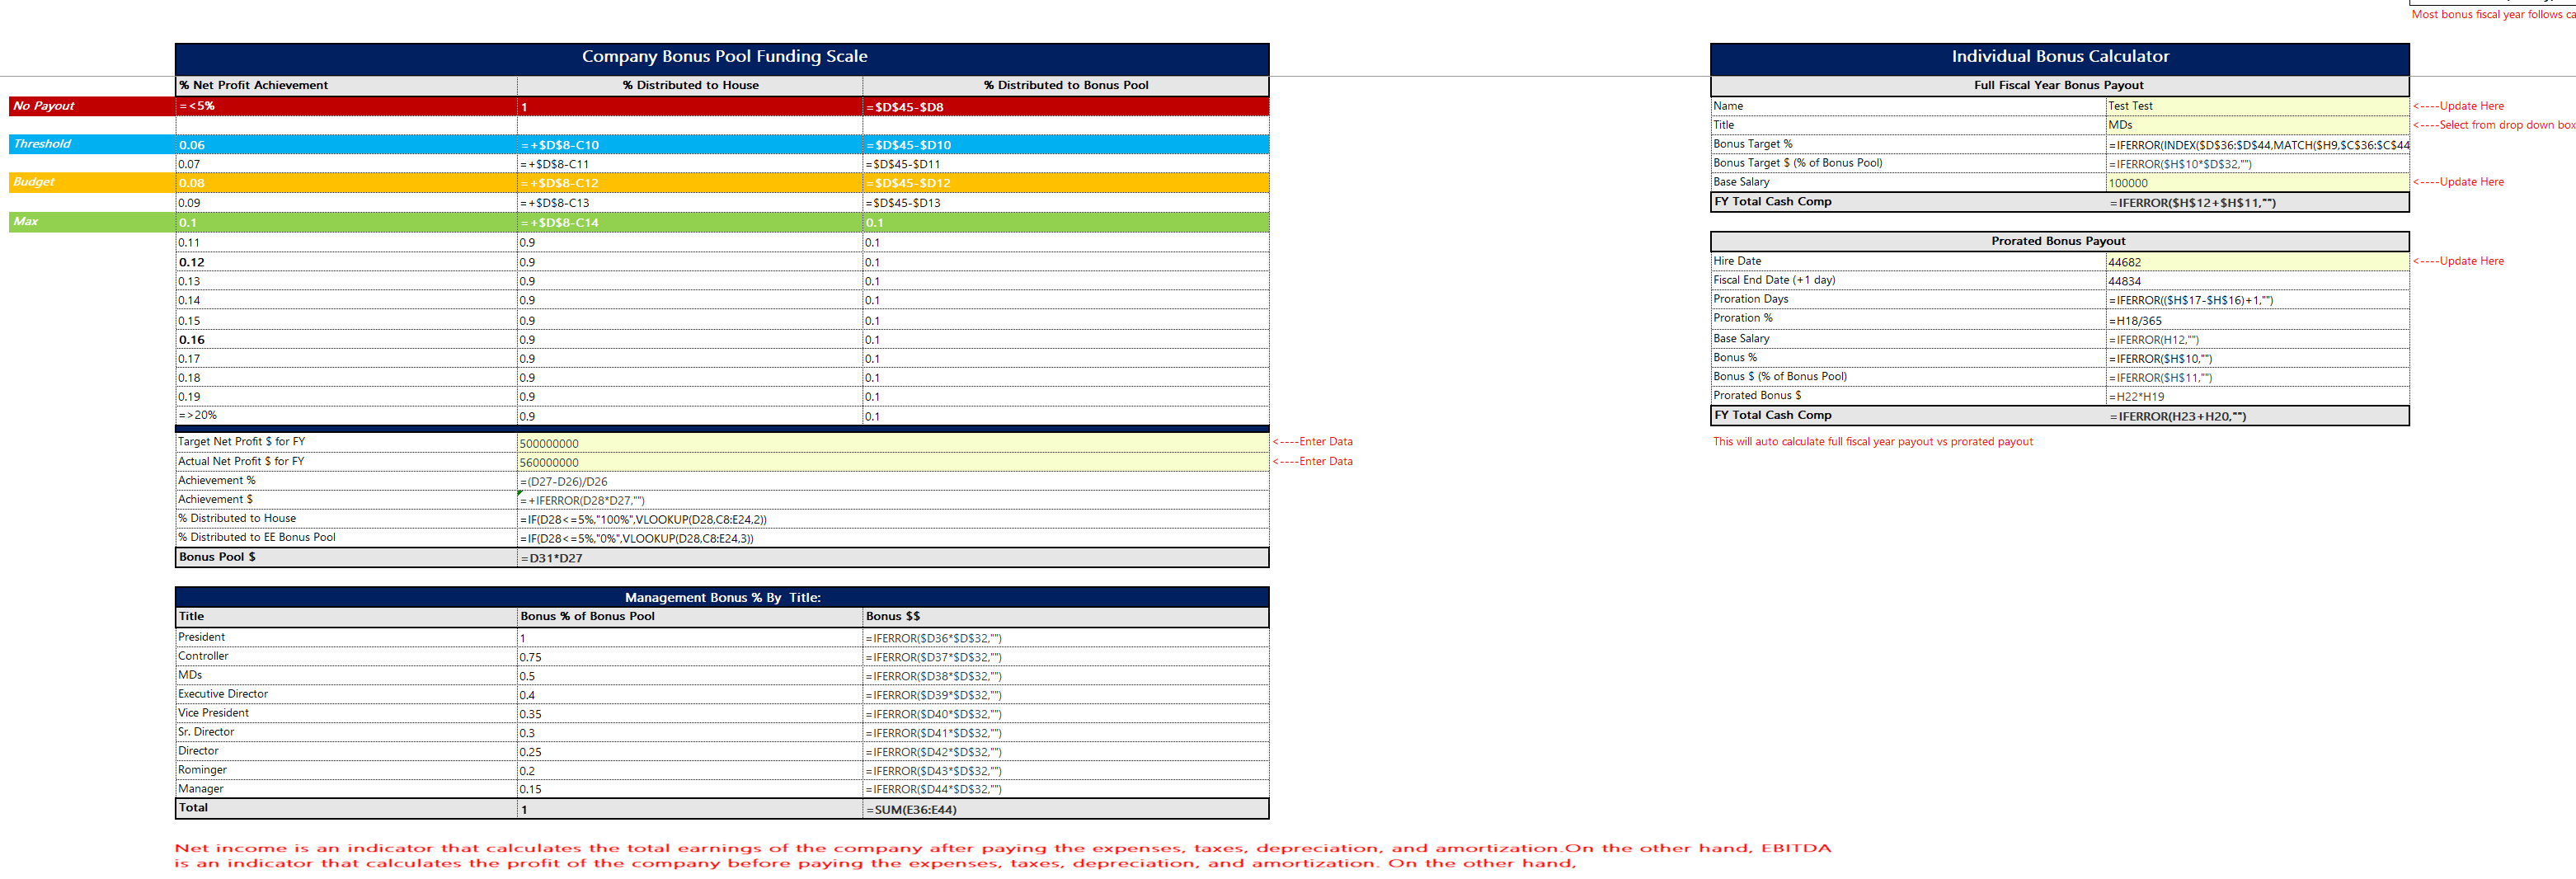 Most bonus fiscal year follows ca
Company Bonus Pool Funding Scale
% Net Profit Achievement % Distributed to House % Distributed to Bonus Pool
No Payout =<5% 1 =$D$45-$D8
Threshold 0.06 =+$D$8-C10 =$D$45-$D10
0.07 =+$D$8-C11 =$D$45-$D11
Budget 0.08 =+$D$8-C12 =$D$45-$D12
0.09 =+$D$8-C13 =$D$45-$D13
Max 0.1 =+$D$8-C14 0.1
0.11 0.9 0.1
0.12 0.9 0.1
0.13 0.9 0.1
0.14 0.9 0.1
0.15 0.9 0.1
0.16 0.9 0.1
0.17 0.9 0.1
0.18 0.9 0.1
0.19 0.9 0.1
=>20% 0.9 0.1
Target Net Profit $ for FY 500000000 <----Enter Data
Actual Net Profit $ for FY 560000000 <----Enter Data
Achievement % =(D27-D26)/D26
Achievement $ =+IFERROR(D28*D27,"")
% Distributed to House =IF(D28<=5%,"100%",VLOOKUP(D28,C8:E24,2))
% Distributed to EE Bonus Pool =IF(D28<=5%,"0%",VLOOKUP(D28,C8:E24,3))
Bonus Pool $ =D31*D27
Management Bonus % By Title:
Title Bonus % of Bonus Pool Bonus $$
President 1 =IFERROR($D36*$D$32,"")
Controller 0.75 =IFERROR($D37*$D$32,"")
MDs 0.5 =IFERROR($D38*$D$32,"")
Executive Director 0.4 =IFERROR($D39*$D$32,"")
Vice President 0.35 =IFERROR($D40*$D$32,"")
Sr. Director 0.3 =IFERROR($D41*$D$32,"")
Director 0.25 =IFERROR($D42*$D$32,"")
Rominger 0.2 =IFERROR($D43*$D$32,"")
Manager 0.15 =IFERROR($D44*$D$32,"")
Total 1 =SUM(E36:E44)
Individual Bonus Calculator
Full Fiscal Year Bonus Payout
Name Test Test <----Update Here
Title MDs <----Select from drop down box
Bonus Target % =IFERROR(INDEX($D$36:$D$44,MATCH($H9,$C$36:$C$44
Bonus Target $ (% of Bonus Pool) =IFERROR($H$10*$D$32,"")
Base Salary 100000 <----Update Here
FY Total Cash Comp =IFERROR($H$12+$H$11,"")
Prorated Bonus Payout
Hire Date 44682 <----Update Here
Fiscal End Date (+1 day) 44834
Proration Days =IFERROR(($H$17-$H$16)+1,"")
Proration % =H18/365
Base Salary =IFERROR(H12,"")
Bonus % =IFERROR($H$10,"")
Bonus $ (% of Bonus Pool) =IFERROR($H$11,"")
Prorated Bonus $ =H22*H19
FY Total Cash Comp =IFERROR(H23+H20,"")
This will auto calculate full fiscal year payout vs prorated payout
Net income is an indicator that calculates the total earnings of the company after paying the expenses, taxes, depreciation, and amortization.On the other hand, EBITDA
is an indicator that calculates the profit of the company before paying the expenses, taxes, depreciation, and amortization. On the other hand,